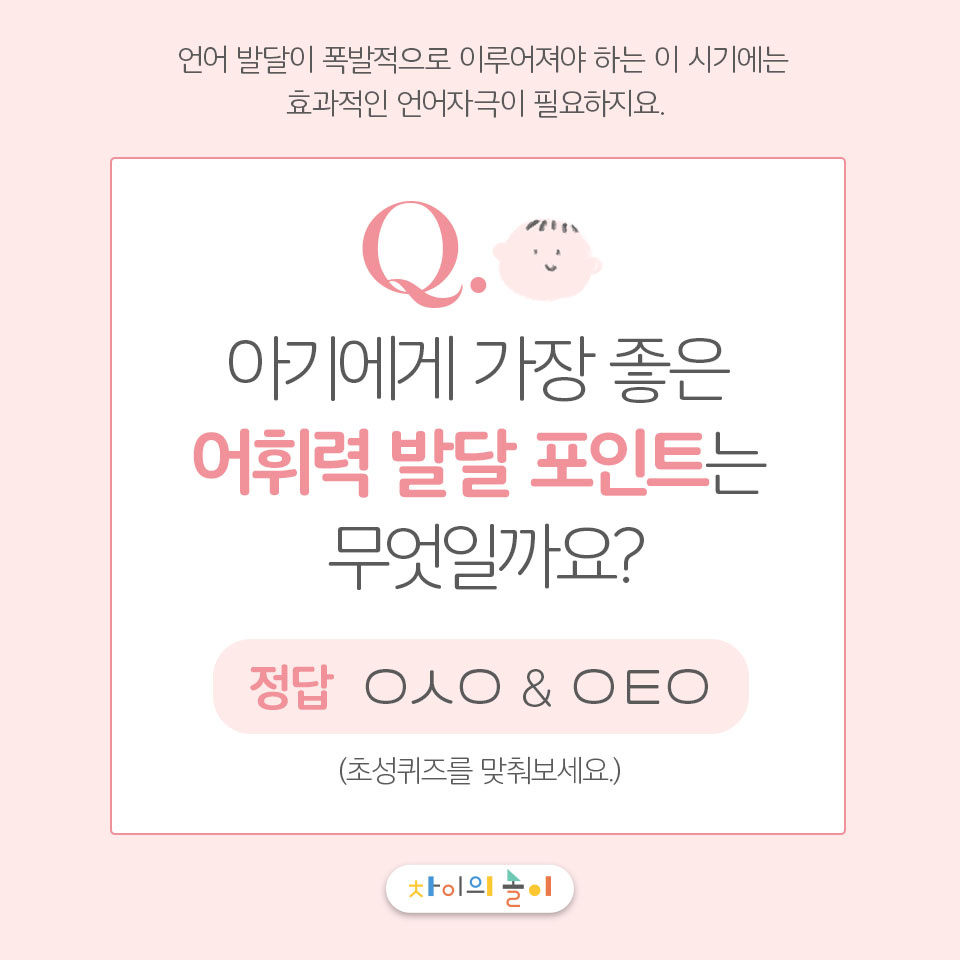 언어 발달이 폭발적으로 이루어져야 하는 이 시기에는
효과적인 언어자극이 필요하지요.
Q.
아기에게 가장 좋은
어휘력 발달 포인트는
무엇일까요?
정답 ㅇㅅㅇ & ㅇㅌㅇ
(초성퀴즈를 맞춰보세요.)
차이의 놀이